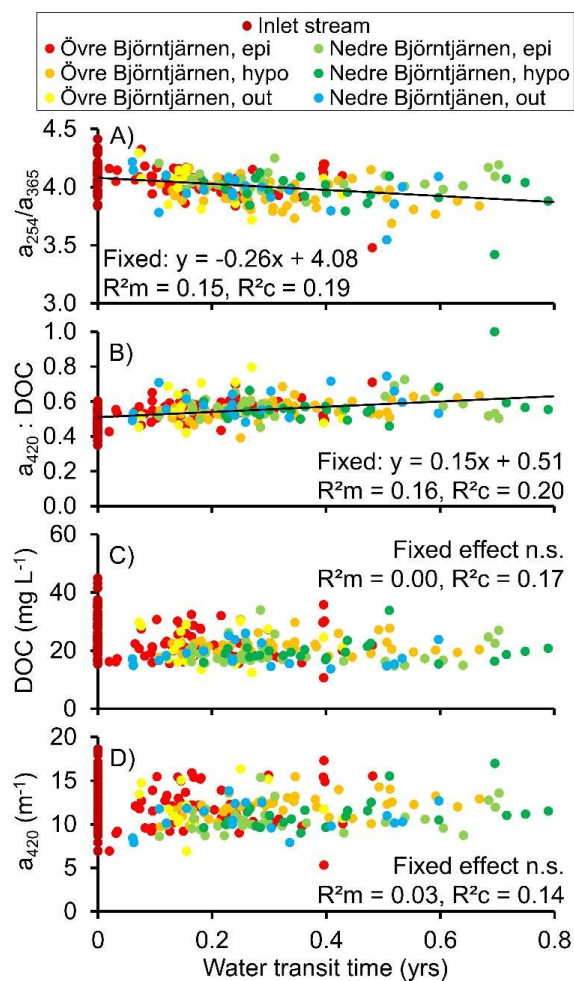 Inlet stream
Övre Björntjärnen, epi Nedre Björntjärnen, epi
Övre Björntjärnen, hypo Nedre Björntjärnen, hypo
Övre Björntjärnen, out Nedre Björntjänen, out
A)
4.5
4.0
3.5
3.0
a254/a365
Fixed: y = -0.26x + 4.08
R²m = 0.15, R²c = 0.19
B)
1.0
0.8
0.6
0.4
0.2
0.0
a420 : DOC
Fixed: y = 0.15x + 0.51
R²m = 0.16, R²c = 0.20
C)
60
40
20
0
DOC (mg L-1)
Fixed effect n.s.
R²m = 0.00, R²c = 0.17
D)
20
15
10
5
0
a420 (m-1)
Fixed effect n.s.
R²m = 0.03, R²c = 0.14
0 0.2 0.4 0.6 0.8
Water transit time (yrs)